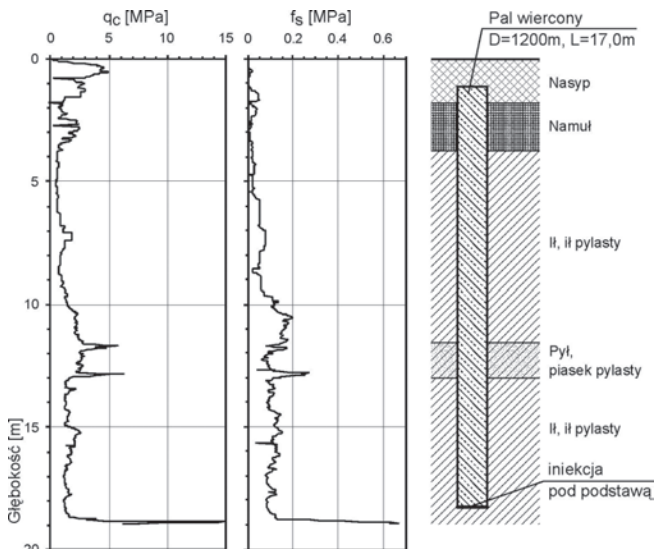 qc [MPa]
fs [MPa]
0 5 10 15
0 0.2 0.4 0.6
0
5
10
15
20
Głębokość [m]
Pal wiercony
D=1200m, L=17,0m
Nasyp
Namuł
Ił, ił pylasty
Pył,
piasek pylasty
Ił, ił pylasty
iniekcja
pod podstawą